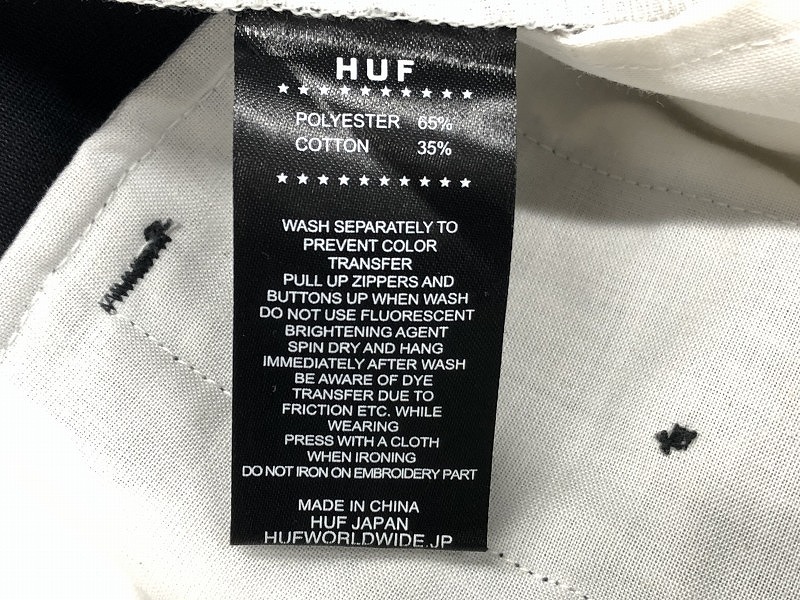 HUF
POLYESTER 65%
COTTON 35%
WASH SEPARATELY TO
PREVENT COLOR
TRANSFER
PULL UP ZIPPERS AND
BUTTONS UP WHEN WASH
DO NOT USE FLUORESCENT
BRIGHTENING AGENT
SPIN DRY AND HANG
IMMEDIATELY AFTER WASH
BE AWARE OF DYE
TRANSFER DUE TO
FRICTION ETC. WHILE
WEARING
PRESS WITH A CLOTH
WHEN IRONING
DO NOT IRON ON EMBROIDERY PART
MADE IN CHINA
HUF JAPAN
HUFWORLDWIDE.JP